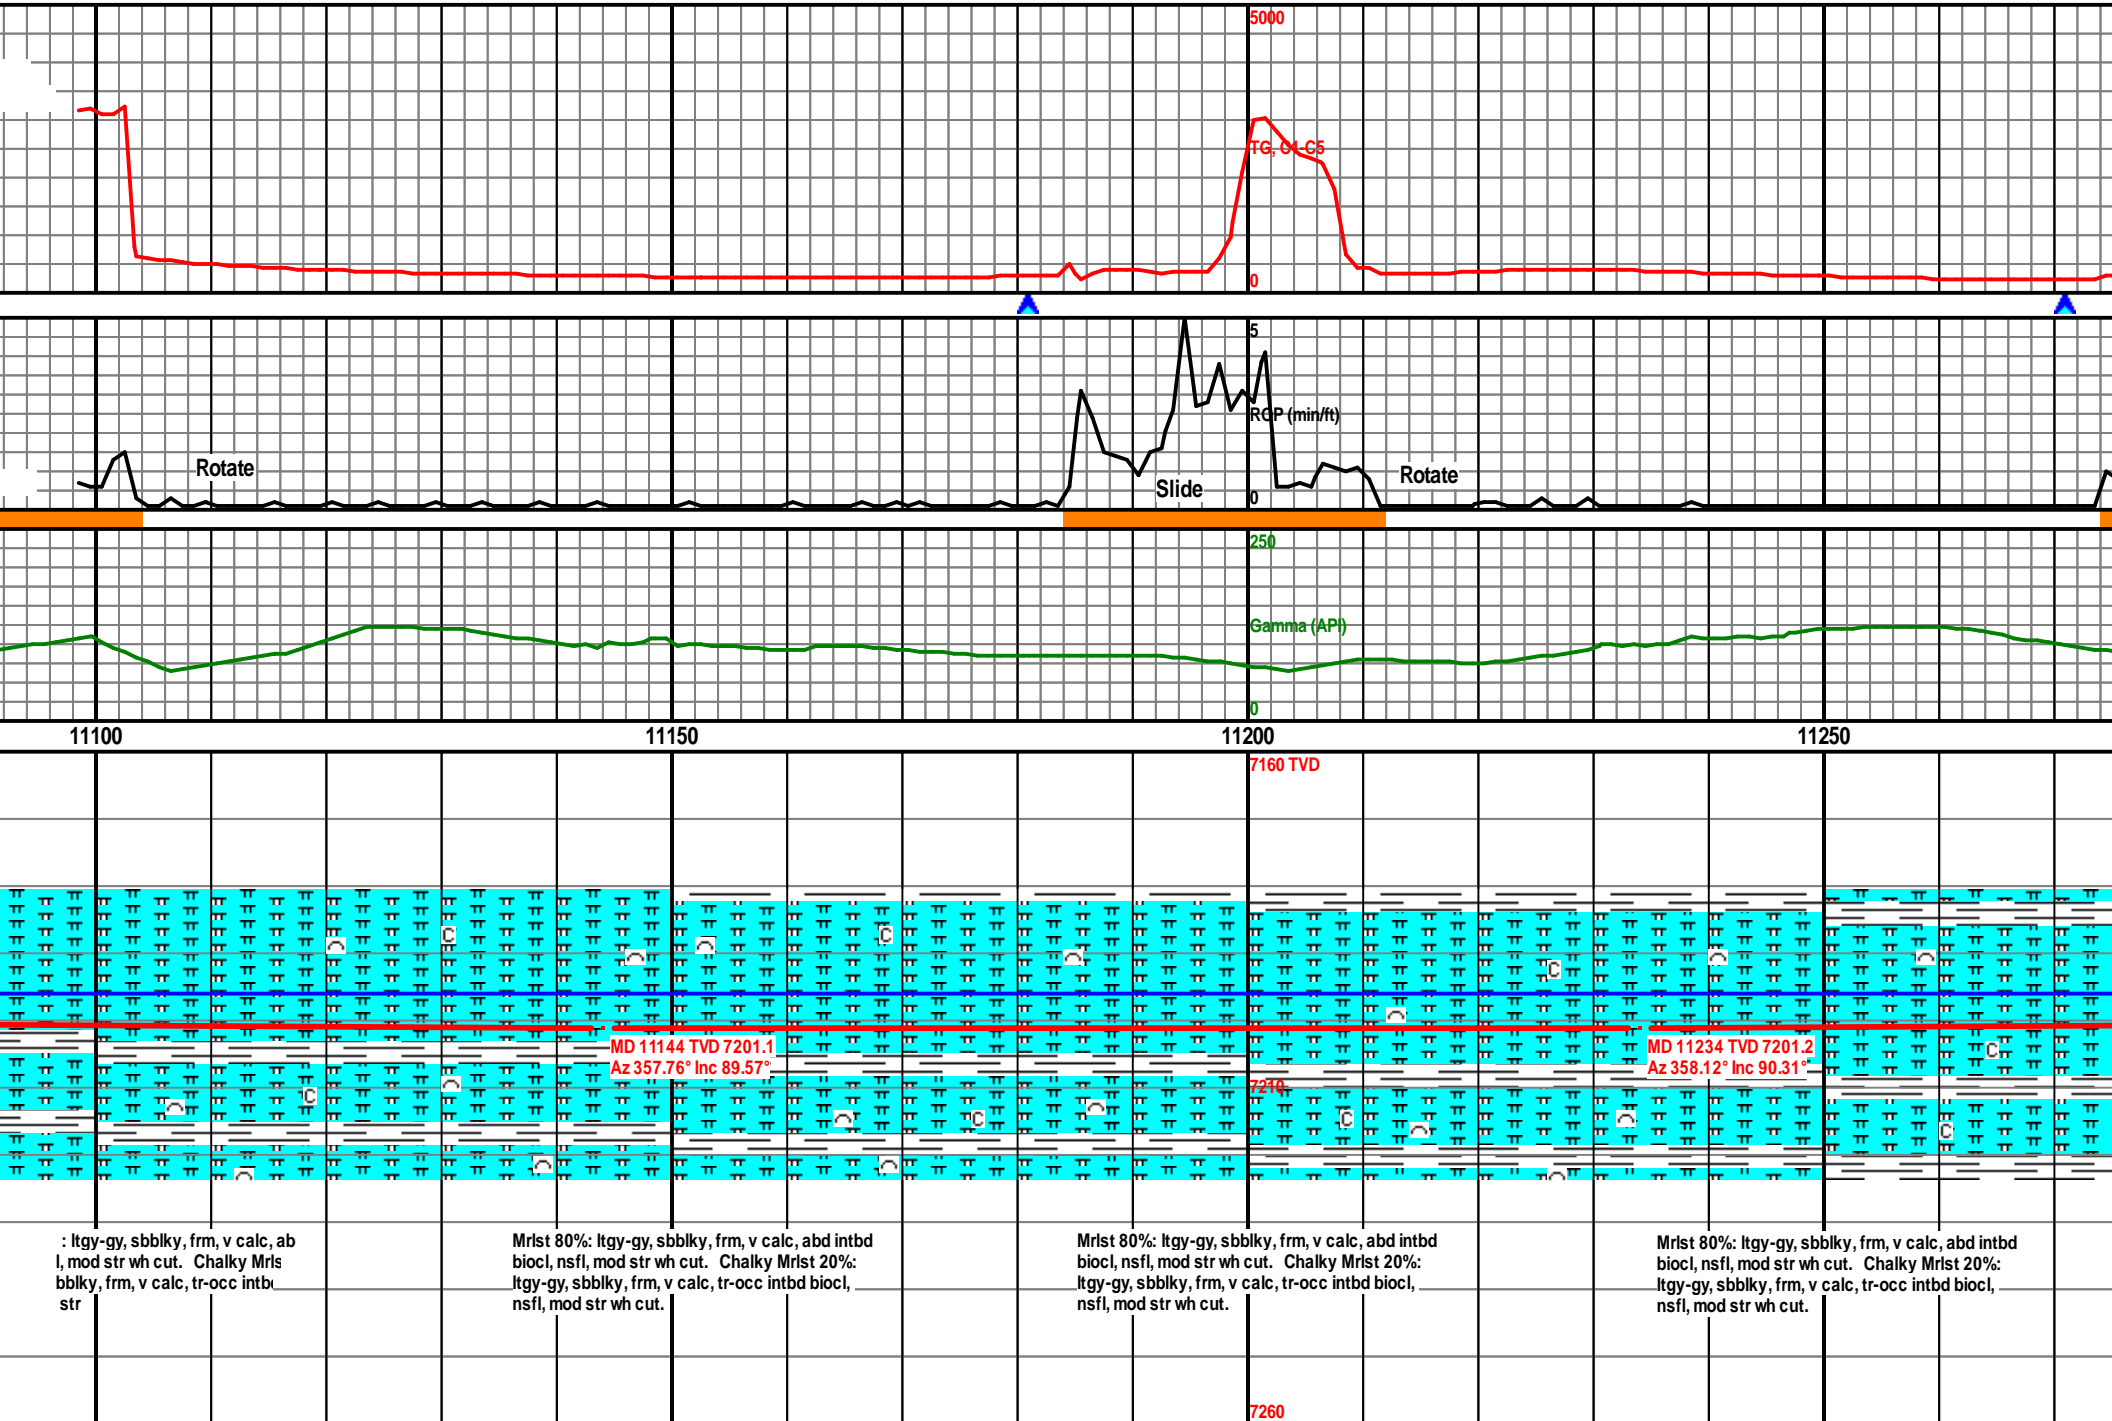 5000
TG, C1-C5
0
5
ROP (min/ft)
Rotate
Slide
Rotate
0
250
Gamma (API)
0
11100
11150
11200
11250
7160 TVD
C
C
C
MD 11144 TVD 7201.1
Az 357.76° Inc 89.57°
MD 11234 TVD 7201.2
Az 358.12° Inc 90.31°
C
7210
C
C
C
C
: ltgy-gy, sbblky, frm, v calc, ab
l, mod str wh cut. Chalky Mrls
bblky, frm, v calc, tr-occ intb
str
Mrlst 80%: ltgy-gy, sbblky, frm, v calc, abd intbd
biocl, nsfl, mod str wh cut. Chalky Mrlst 20%:
ltgy-gy, sbblky, frm, v calc, tr-occ intbd biocl,
nsfl, mod str wh cut.
Mrlst 80%: ltgy-gy, sbblky, frm, v calc, abd intbd
biocl, nsfl, mod str wh cut. Chalky Mrlst 20%:
ltgy-gy, sbblky, frm, v calc, tr-occ intbd biocl,
nsfl, mod str wh cut.
Mrlst 80%: ltgy-gy, sbblky, frm, v calc, abd intbd
biocl, nsfl, mod str wh cut. Chalky Mrlst 20%:
ltgy-gy, sbblky, frm, v calc, tr-occ intbd biocl,
nsfl, mod str wh cut.
7260